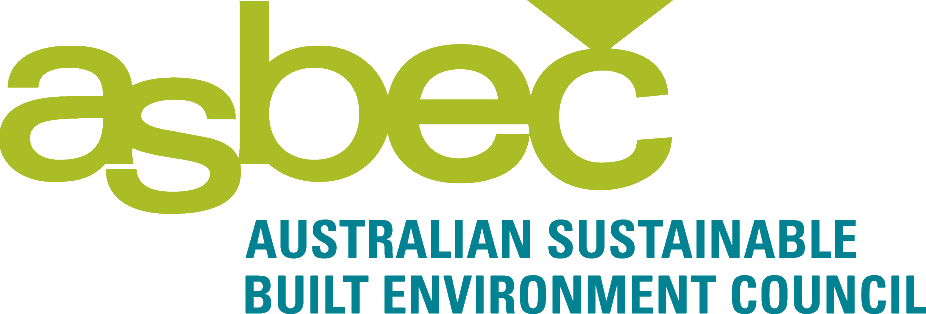 asbec
AUSTRALIAN SUSTAINABLE
BUILT ENVIRONMENT COUNCIL